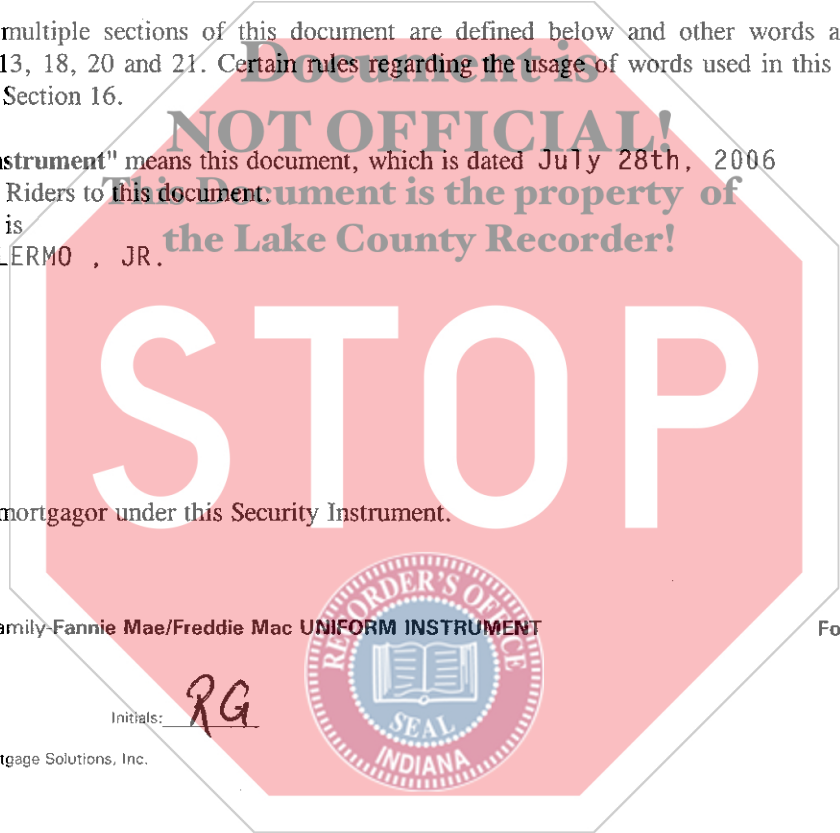 multiple sections of this document are defined below and other words a
Document is
13, 18, 20 and 21. Certain rules regarding the usage of words used in this
Section 16.
NOT OFFICIAL!
strument" means this document, which is dated July 28th, 2006
Riders to this document.
This Document is the property of
is
the Lake County Recorder!
LERMO , JR.
STOP
mortgagor under this Security Instrument.
RECORDER'S OFFICE
SEAL
INDIANA
amily-Fannie Mae/Freddie Mac UNIFORM INSTRUMENT
Fo
Initials: RG
tgage Solutions, Inc.